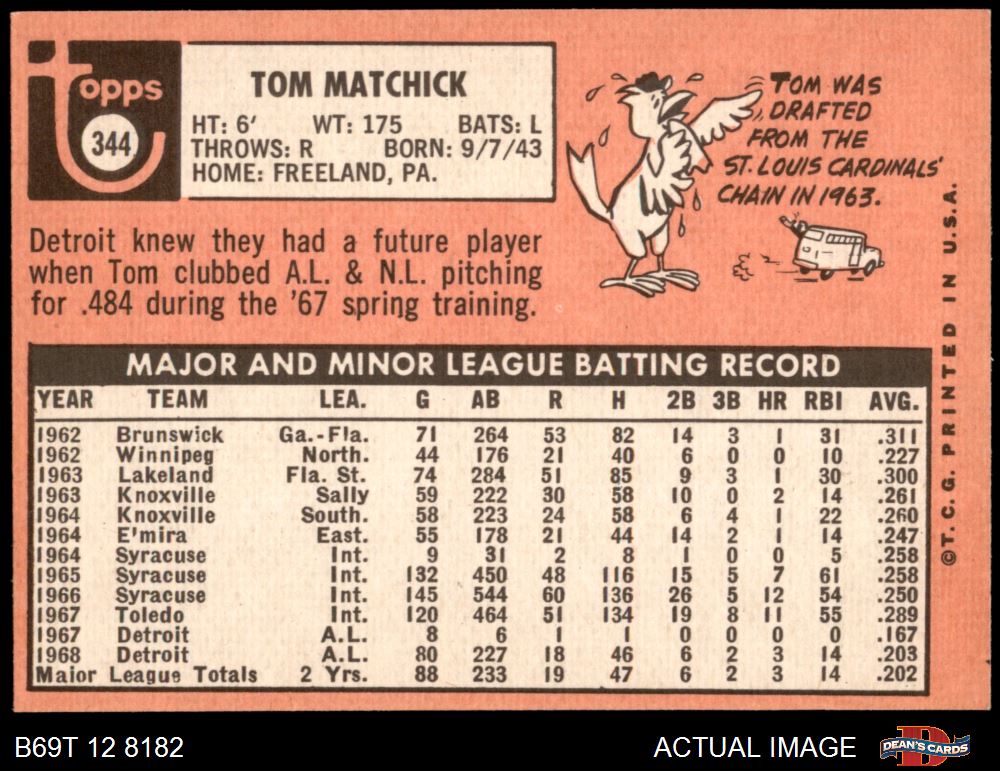 Topps
344
TOM MATCHICK
HT: 6' WT: 175 BATS: L
THROWS: R BORN: 9/7/43
HOME: FREELAND, PA.
TOM WAS
DRAFTED
FROM THE
ST. LOUIS CARDINALS'
CHAIN IN 1963.
Detroit knew they had a future player
when Tom clubbed A.L. & N.L. pitching
for .484 during the '67 spring training.
MAJOR AND MINOR LEAGUE BATTING RECORD
YEAR TEAM LEA. G AB R H 2B 3B HR RBI AVG.
1962 Brunswick Ga.-Fla. 71 264 53 82 14 3 1 31 .311
1962 Winnipeg North. 44 176 21 40 6 0 0 10 .227
1963 Lakeland Fla. St. 74 284 51 85 9 3 1 30 .300
1963 Knoxville Sally 59 222 30 58 10 0 2 14 .261
1964 Knoxville South. 58 223 24 58 6 4 1 22 .260
1964 E'mira East. 55 178 21 44 14 2 1 14 .247
1964 Syracuse Int. 9 31 2 8 1 0 0 5 .258
1965 Syracuse Int. 132 450 48 116 15 5 7 61 .258
1966 Syracuse Int. 145 544 60 136 26 5 12 54 .250
1967 Toledo Int. 120 464 51 134 19 8 11 55 .289
1967 Detroit A.L. 8 6 1 1 0 0 0 0 .167
1968 Detroit A.L. 80 227 18 46 6 2 3 14 .203
Major League Totals 2 Yrs. 88 233 19 47 6 2 3 14 .202
©T.C.G. PRINTED IN U.S.A.
B69T 12 8182
ACTUAL IMAGE
DEAN'S CARDS